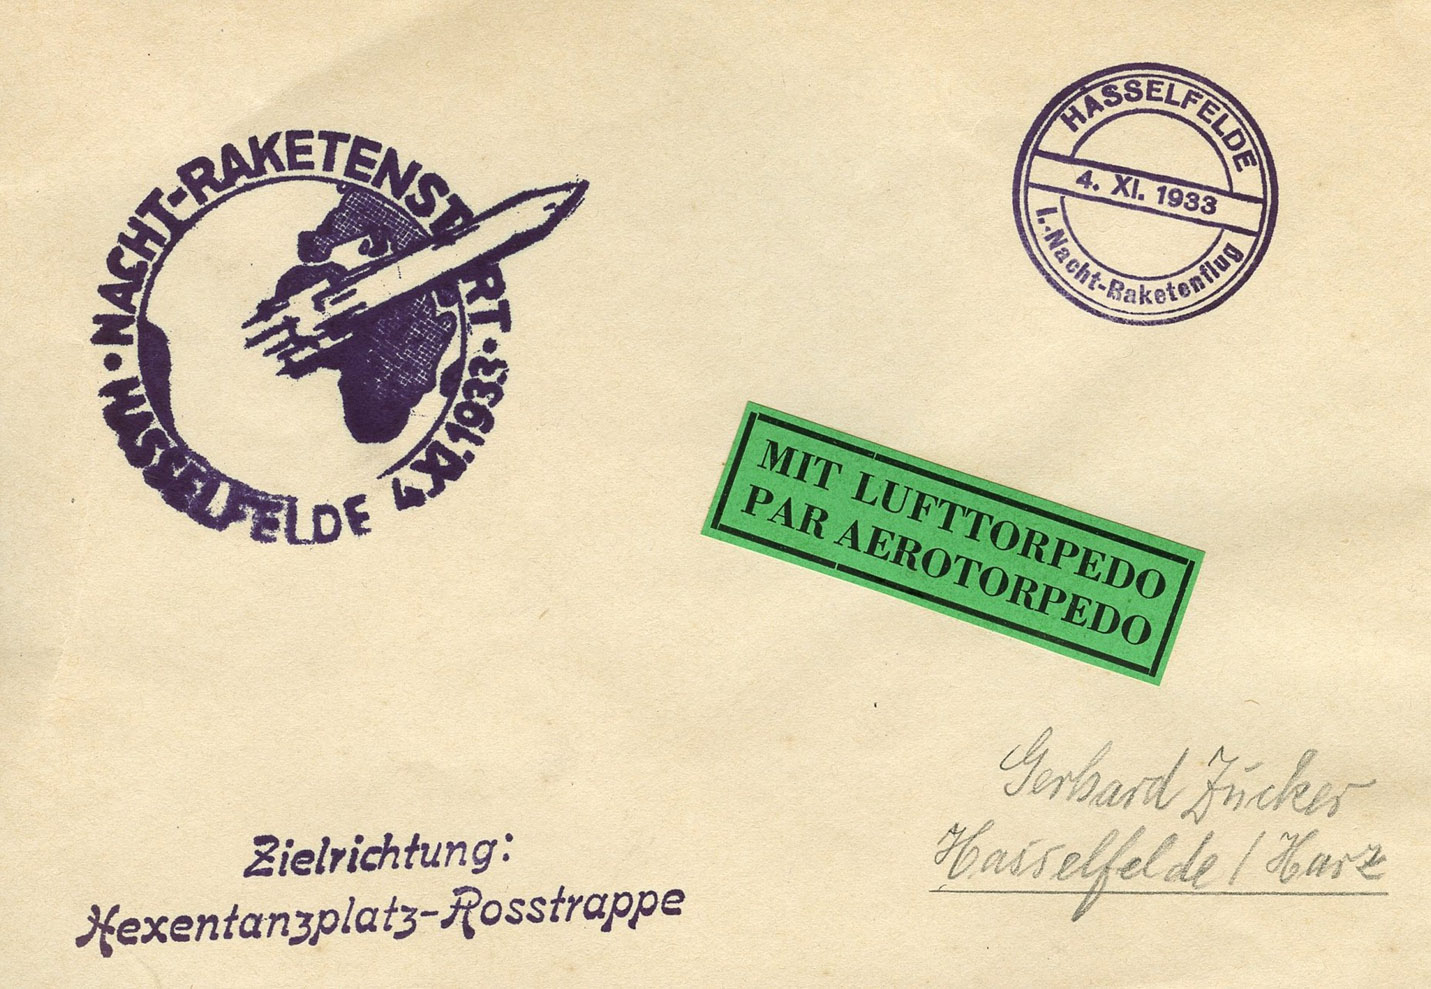 • NACHT-RAKETENSTART •
HASSELFELDE 4.XI.1933
HASSELFELDE
4. XI. 1933
I.-Nacht-Raketenflug
MIT LUFTTORPEDO
PAR AEROTORPEDO
Gerhard Zucker
Hasselfelde / Harz
Zielrichtung:
Hexentanzplatz-Rosstrappe